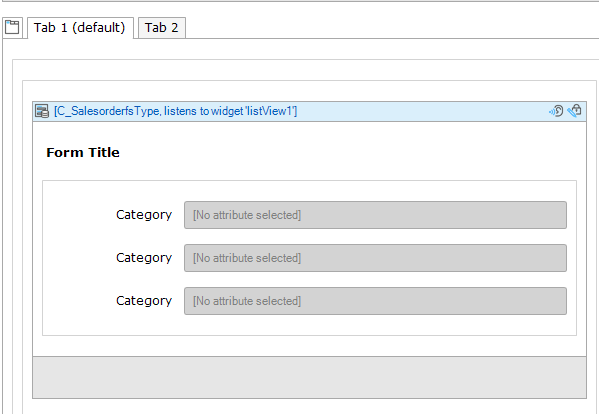 Tab 1 (default) Tab 2
[C_SalesorderfsType, listens to widget 'listView1']
Form Title
Category [No attribute selected]
Category [No attribute selected]
Category [No attribute selected]